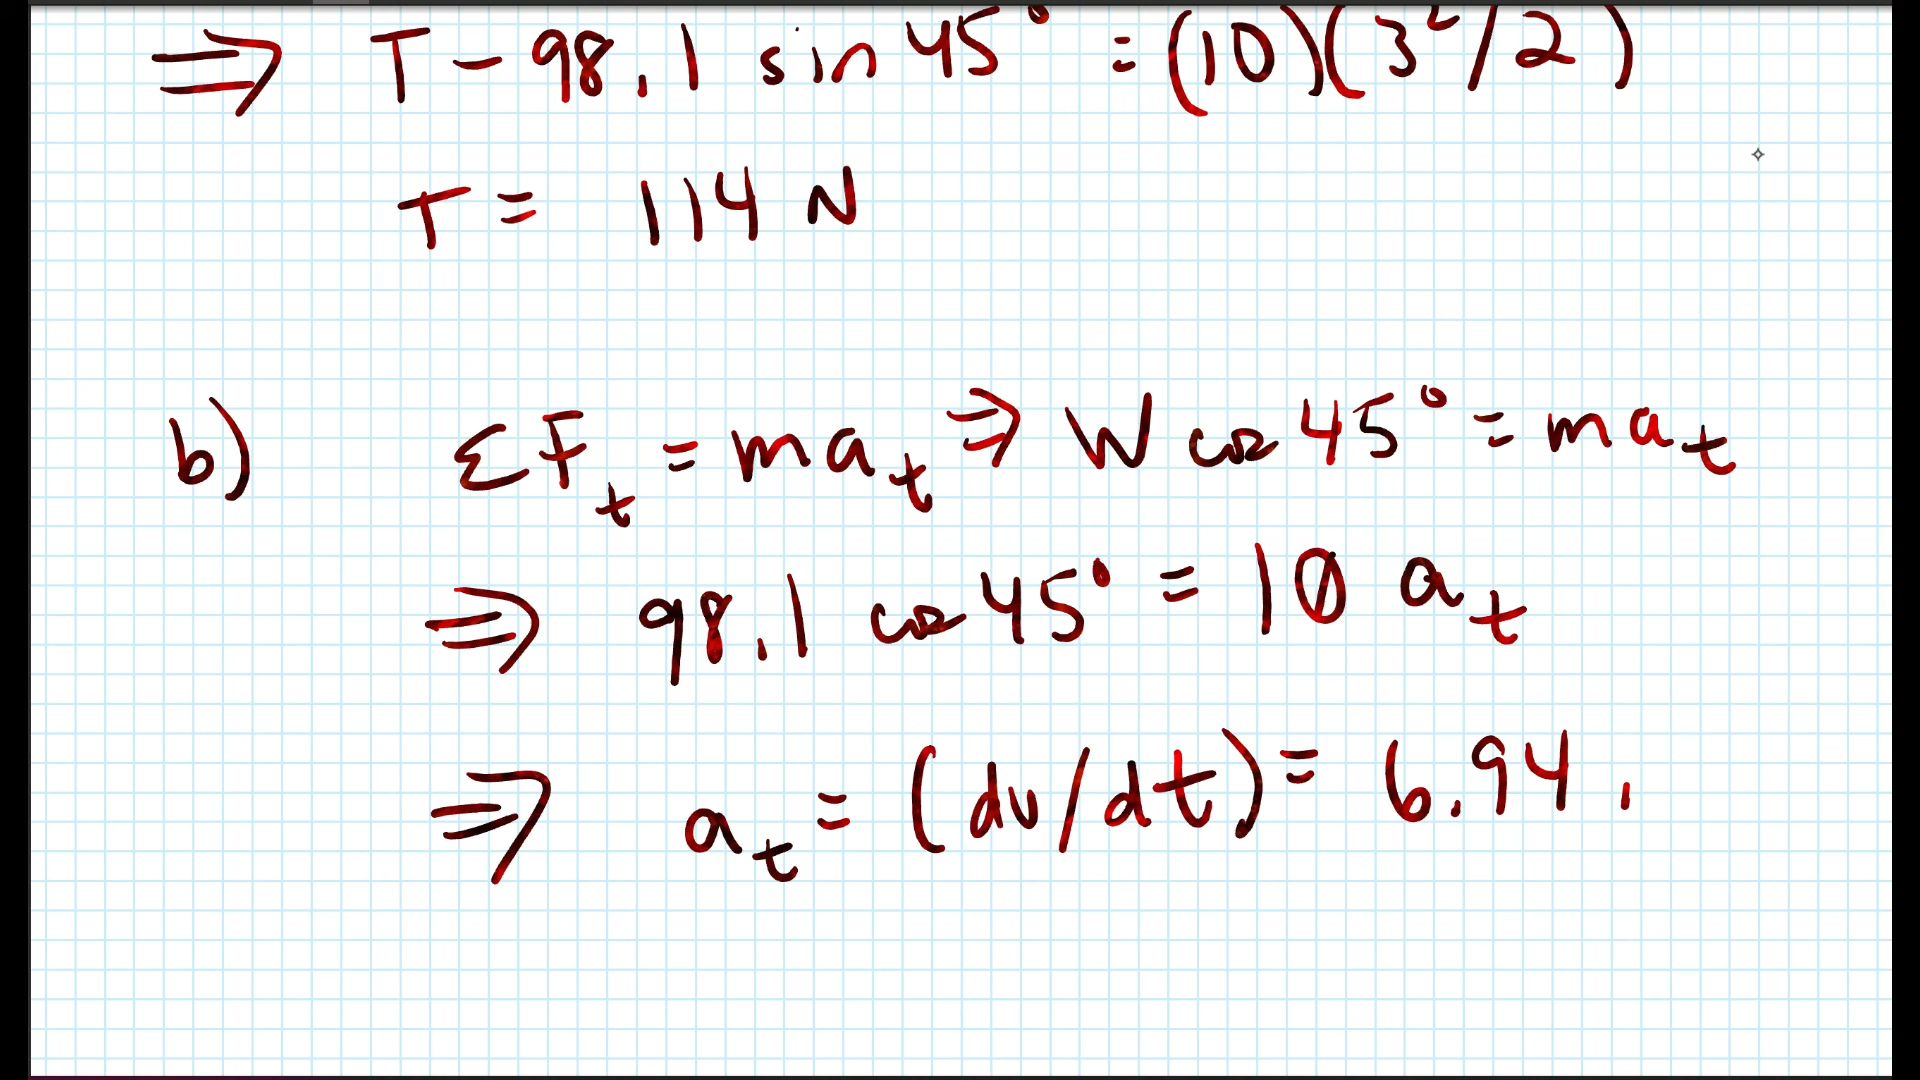 ⇒ T - 98.1 sin 45° = (10)(3²/2)
T = 114 N
b) ΣFt = mat ⇒ W cos 45° = mat
⇒ 98.1 cos 45° = 10 at
⇒ at = (dv/dt) = 6.94 .